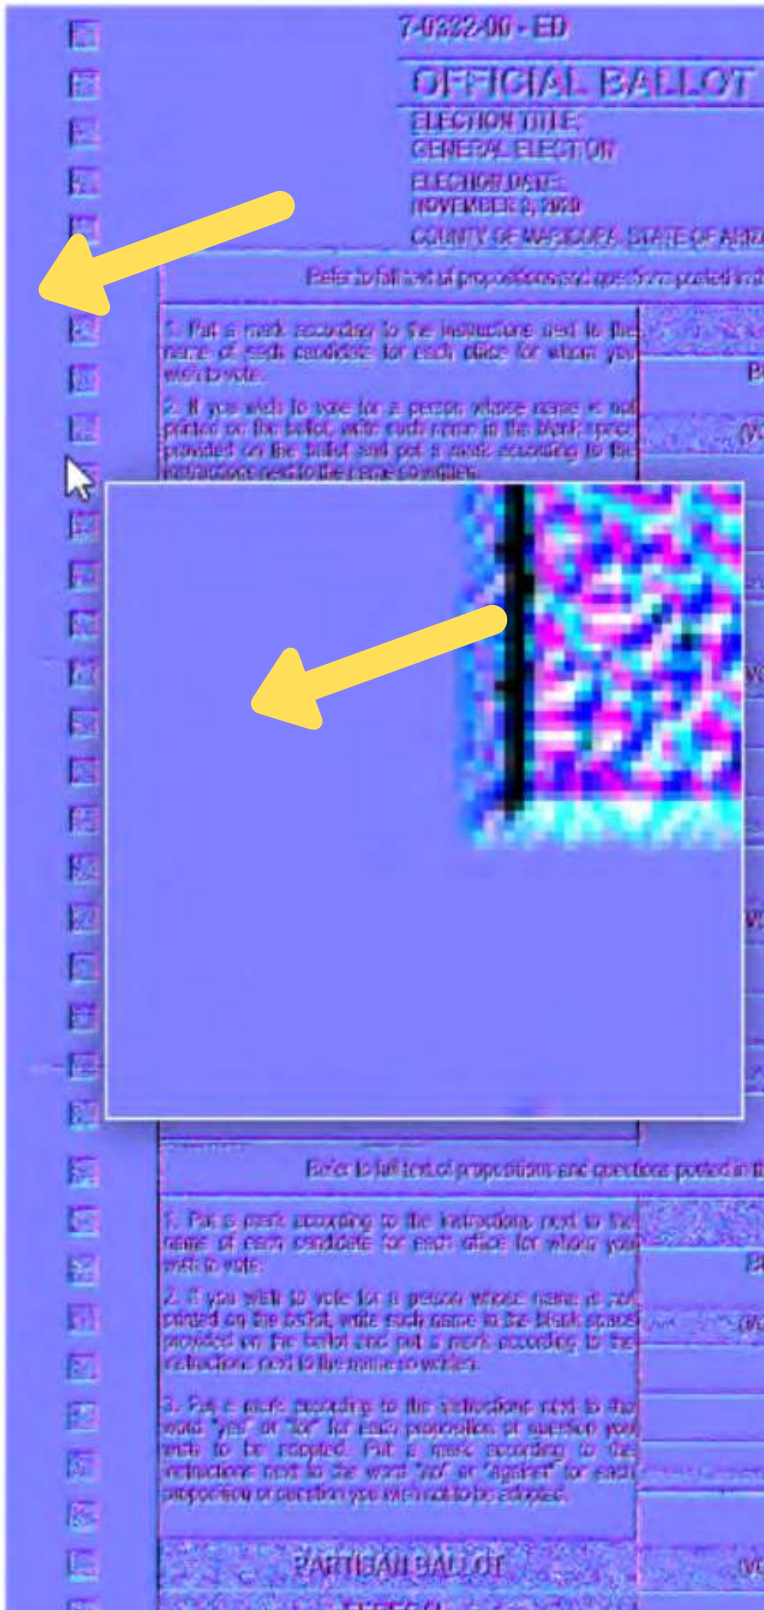 7-0322-00 - ED
OFFICIAL BALLOT
ELECTION TITLE:
GENERAL ELECTION
ELECTION DATE:
NOVEMBER 3, 2020
COUNTY OF MARICOPA, STATE OF
Refer to full text of propositions and questions posted in
1. Put a mark according to the instructions next to the
name of each candidate for each office for whom you
wish to vote.
2. If you wish to vote for a person whose name is not
printed on the ballot, write such name in the blank space
provided on the ballot and put a mark according to the
instructions next to the name so written.
Refer to full text of propositions and questions posted in
1. Put a mark according to the instructions next to the
name of each candidate for each office for whom you
wish to vote.
2. If you wish to vote for a person whose name is not
printed on the ballot, write such name in the blank space
provided on the ballot and put a mark according to the
instructions next to the name so written.
3. Put a mark according to the instructions next to the
word "yes" or "for" for each proposition or question you
wish to be adopted. Put a mark according to the
instructions next to the word "no" or "against" for each
proposition or question you wish not to be adopted.
PARTISAN BALLOT